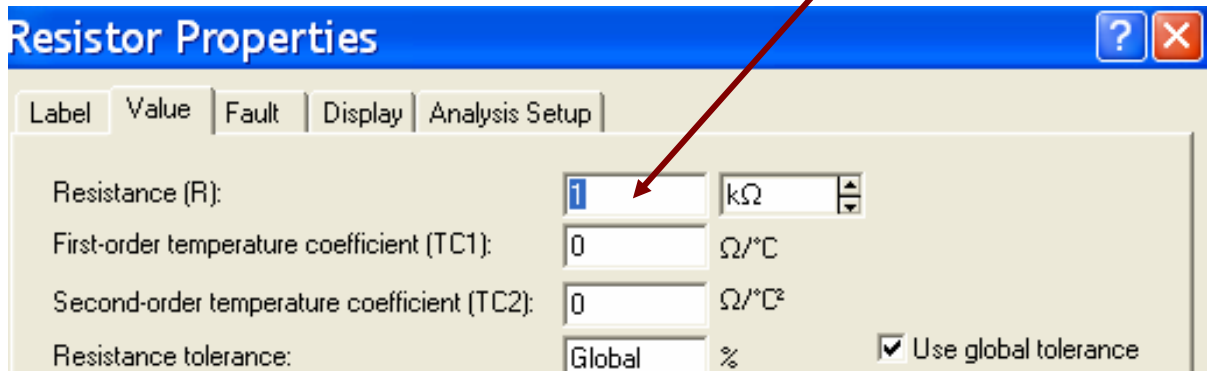 Resistor Properties ?
Label Value Fault Display Analysis Setup
Resistance (R): 1 kΩ
First-order temperature coefficient (TC1): 0 Ω/°C
Second-order temperature coefficient (TC2): 0 Ω/°C²
Resistance tolerance: Global % Use global tolerance